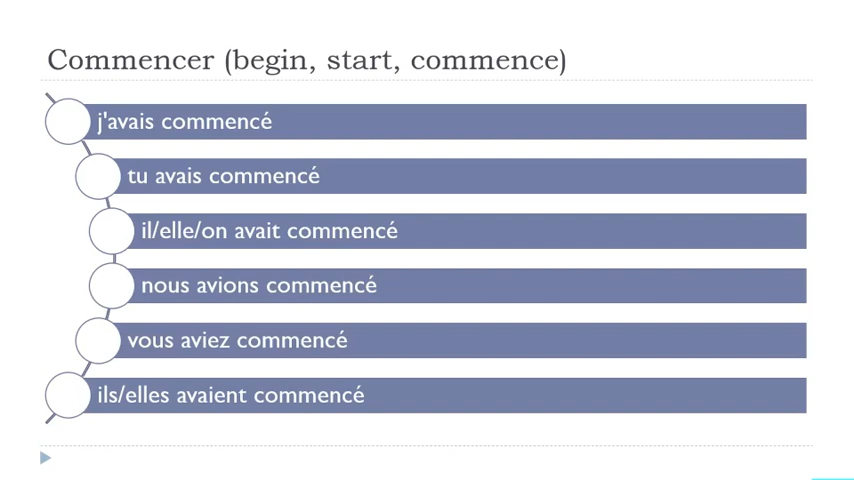 Commencer (begin, start, commence)
j'avais commencé
tu avais commencé
il/elle/on avait commencé
nous avions commencé
vous aviez commencé
ils/elles avaient commencé